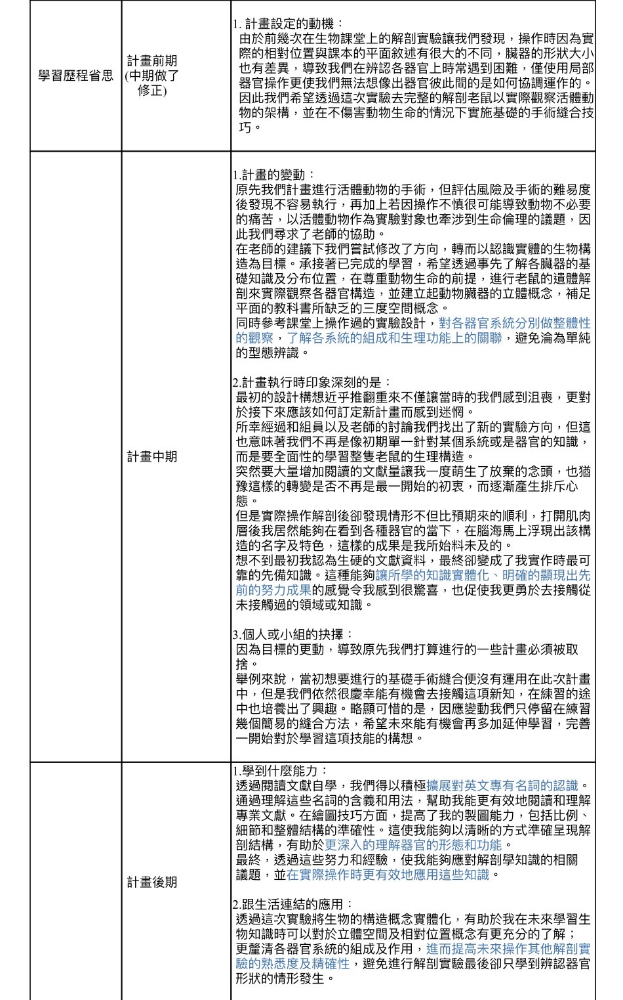 學習歷程省思
計畫前期
(中期做了
修正)
1. 計畫設定的動機：
由於前幾次在生物課堂上的解剖實驗讓我們發現，操作時因為實
際的相對位置與課本的平面敘述有很大的不同，臟器的形狀大小
也有差異，導致我們在辨認各器官上時常遇到困難，僅使用局部
器官操作更使我們無法想像出器官彼此間的是如何協調運作的。
因此我們希望透過這次實驗去完整的解剖老鼠以實際觀察活體動
物的架構，並在不傷害動物生命的情況下實施基礎的手術縫合技
巧。
計畫中期
1.計畫的變動：
原先我們計畫進行活體動物的手術，但評估風險及手術的難易度
後發現不容易執行，再加上若因操作不慎很可能導致動物不必要
的痛苦，以活體動物作為實驗對象也牽涉到生命倫理的議題，因
此我們尋求了老師的協助。
在老師的建議下我們嘗試修改了方向，轉而以認識實體的生物構
造為目標。承接著已完成的學習，希望透過事先了解各臟器的基
礎知識及分布位置，在尊重動物生命的前提，進行老鼠的遺體解
剖來實際觀察各器官構造，並建立起動物臟器的立體概念，補足
平面的教科書所缺乏的三度空間概念。
同時參考課堂上操作過的實驗設計，對各器官系統分別做整體性
的觀察，了解各系統的組成和生理功能上的關聯，避免淪為單純
的型態辨識。
2.計畫執行時印象深刻的是：
最初的設計構想近乎推翻重來不僅讓當時的我們感到沮喪，更對
於接下來應該如何訂定新計畫而感到迷惘。
所幸經過和組員以及老師的討論我們找出了新的實驗方向，但這
也意味著我們不再是像初期單一針對某個系統或是器官的知識，
而是要全面性的學習整隻老鼠的生理構造。
突然要大量增加閱讀的文獻量讓我一度萌生了放棄的念頭，也猶
豫這樣的轉變是否不再是最一開始的初衷，而逐漸產生排斥心
態。
但是實際操作解剖後卻發現情形不但比預期來的順利，打開肌肉
層後我居然能夠在看到各種器官的當下，在腦海馬上浮現出該構
造的名字及特色，這樣的成果是我所始料未及的。
想不到最初我認為生硬的文獻資料，最終卻變成了我實作時最可
靠的先備知識。這種能夠讓所學的知識實體化、明確的顯現出先
前的努力成果的感覺令我感到很驚喜，也促使我更勇於去接觸從
未接觸過的領域或知識。
3.個人或小組的抉擇：
因為目標的更動，導致原先我們打算進行的一些計畫必須被取
捨。
舉例來說，當初想要進行的基礎手術縫合便沒有運用在此次計畫
中，但是我們依然很慶幸能有機會去接觸這項新知，在練習的途
中也培養出了興趣。略顯可惜的是，因應變動我們只停留在練習
幾個簡易的縫合方法，希望未來能有機會再多加延伸學習，完善
一開始對於學習這項技能的構想。
計畫後期
1.學到什麼能力：
透過閱讀文獻自學，我們得以積極擴展對英文專有名詞的認識。
通過理解這些名詞的含義和用法，幫助我能更有效地閱讀和理解
專業文獻。在繪圖技巧方面，提高了我的製圖能力，包括比例、
細節和整體結構的準確性。這使我能夠以清晰的方式準確呈現解
剖結構，有助於更深入的理解器官的形態和功能。
最終，透過這些努力和經驗，使我能夠應對解剖學知識的相關
議題，並在實際操作時更有效地應用這些知識。
2.跟生活連結的應用：
透過這次實驗將生物的構造概念實體化，有助於我在未來學習生
物知識時可以對於立體空間及相對位置概念有更充分的了解；
更釐清各器官系統的組成及作用，進而提高未來操作其他解剖實
驗的熟悉度及精確性，避免進行解剖實驗最後卻只學到辨認器官
形狀的情形發生。